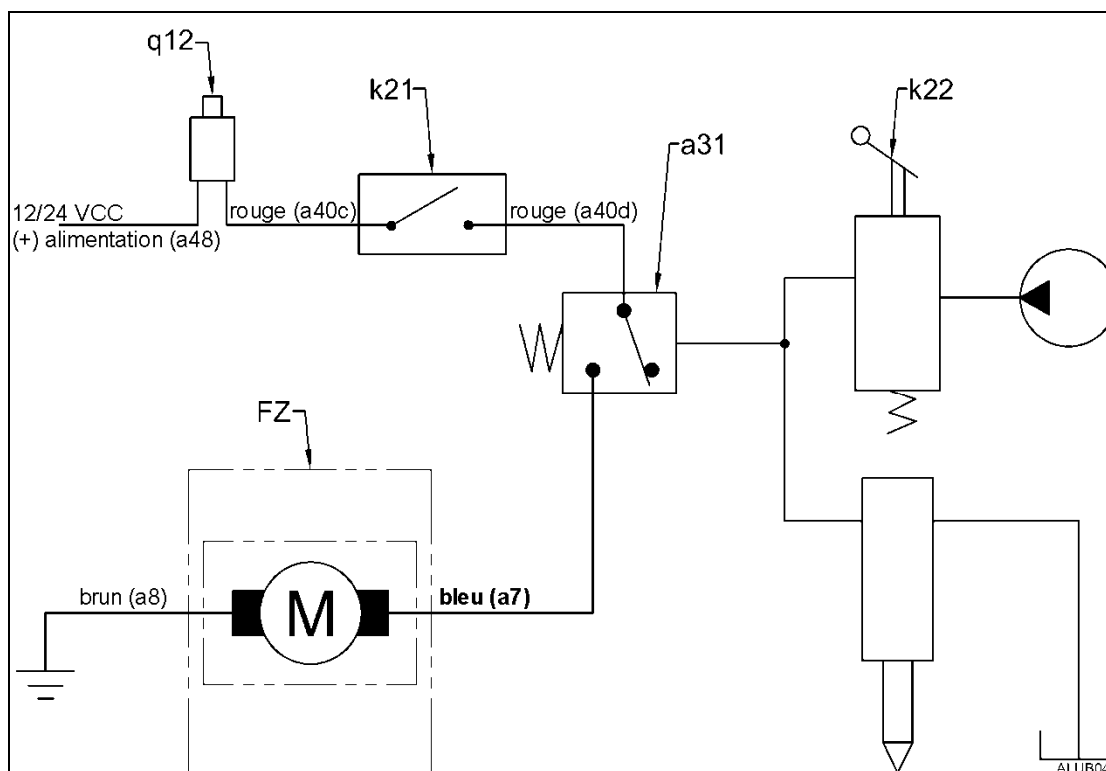 q12
k21
k22
a31
12/24 VCC
(+) alimentation (a48)
rouge (a40c)
rouge (a40d)
FZ
brun (a8)
M
bleu (a7)